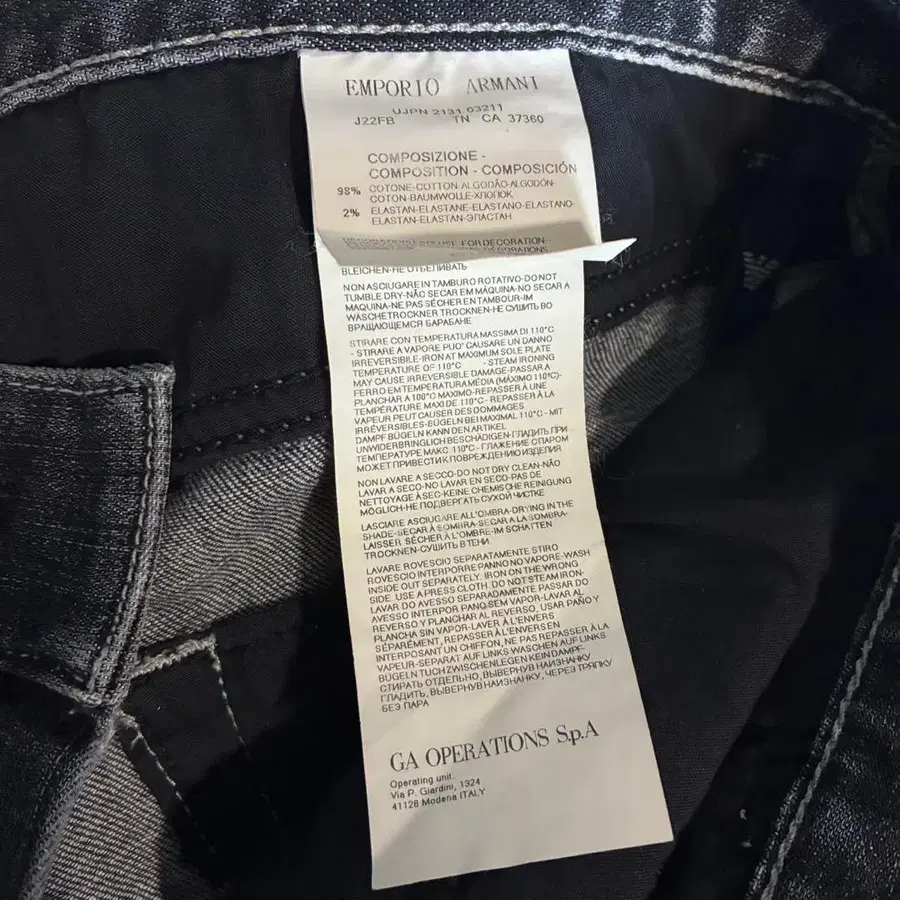 EMPORIO ARMANI
UJPN 2131 03211
J22FB TN CA 37360
COMPOSIZIONE -
COMPOSITION - COMPOSICIÓN
98% COTONE-COTTON-ALGODÃO-ALGODÓN-
COTON-BAUMWOLLE-ХЛОПОК
2% ELASTAN-ELASTANE-ELASTANO-ELASTANO-
ELASTAN-ELASTAN-ЭЛАСТАН
FOR DECORATION
BLEICHEN-НЕ ОТБЕЛИВАТЬ
NON ASCIUGARE IN TAMBURO ROTATIVO-DO NOT
TUMBLE DRY-NÃO SECAR EM MÁQUINA-NO SECAR A
MAQUINA-NE PAS SÉCHER EN TAMBOUR-IM
WÄSCHETROCKNER TROCKNEN-НЕ СУШИТЬ ВО
ВРАЩАЮЩЕМСЯ БАРАБАНЕ
STIRARE CON TEMPERATURA MASSIMA DI 110°C
- STIRARE A VAPORE PUO' CAUSARE UN DANNO
IRREVERSIBILE-IRON AT MAXIMUM SOLE PLATE
TEMPERATURE OF 110°C - STEAM IRONING
MAY CAUSE IRREVERSIBLE DAMAGE-PASSAR A
FERRO EM TEMPERATURA MÉDIA (MÁXIMO 110ºC)-
PLANCHAR A 100°C MÁXIMO-REPASSER À UNE
TEMPÉRATURE MAXI DE 110°C - REPASSER À LA
VAPEUR PEUT CAUSER DES DOMMAGES
IRRÉVERSIBLES-BÜGELN BEI MAXIMAL 110°C - MIT
DAMPF BÜGELN KANN DEN ARTIKEL
UNWIDERBRINGLICH BESCHÄDIGEN-ГЛАДИТЬ ПРИ
ТЕМПЕРАТУРЕ МАКС. 110°C - ГЛАЖЕНИЕ С ПАРОМ
МОЖЕТ ПРИВЕСТИ К ПОВРЕЖДЕНИЮ ИЗДЕЛИЯ
NON LAVARE A SECCO-DO NOT DRY CLEAN-NÃO
LAVAR A SECO-NO LAVAR EN SECO-PAS DE
NETTOYAGE À SEC-KEINE CHEMISCHE REINIGUNG
MÖGLICH-НЕ ПОДВЕРГАТЬ СУХОЙ ЧИСТКЕ
LASCIARE ASCIUGARE ALL'OMBRA-DRYING IN THE
SHADE-SECAR À SOMBRA-SECAR A LA SOMBRA-
LAISSER SÉCHER À L'OMBRE-IM SCHATTEN
TROCKNEN-СУШИТЬ В ТЕНИ
LAVARE ROVESCIO SEPARATAMENTE STIRO
ROVESCIO INTERPORRE PANNO NO VAPORE-WASH
INSIDE OUT SEPARATELY. IRON ON THE WRONG
SIDE. USE A PRESS CLOTH. DO NOT STEAM IRON-
LAVAR DO AVESSO SEPARADAMENTE PASSAR DO
AVESSO INTERPOR PANO SEM VAPOR-LAVAR AL
REVERSO Y PLANCHAR AL REVERSO, USAR PAÑO Y
PLANCHA SIN VAPOR-LAVER À L'ENVERS
SÉPARÉMENT, REPASSER À L'ENVERS EN
INTERPOSANT UN CHIFFON, NE PAS REPASSER À LA
VAPEUR-SEPARAT AUF LINKS WASCHEN AUF LINKS
BÜGELN TUCH ZWISCHENLEGEN KEIN DAMPF-
СТИРАТЬ ОТДЕЛЬНО, ВЫВЕРНУВ НАИЗНАНКУ
ГЛАДИТЬ, ВЫВЕРНУВ НАИЗНАНКУ, ЧЕРЕЗ ТРЯПКУ
БЕЗ ПАРА
GA OPERATIONS S.p.A
Operating unit.
Via P. Giardini, 1324
41126 Modena ITALY